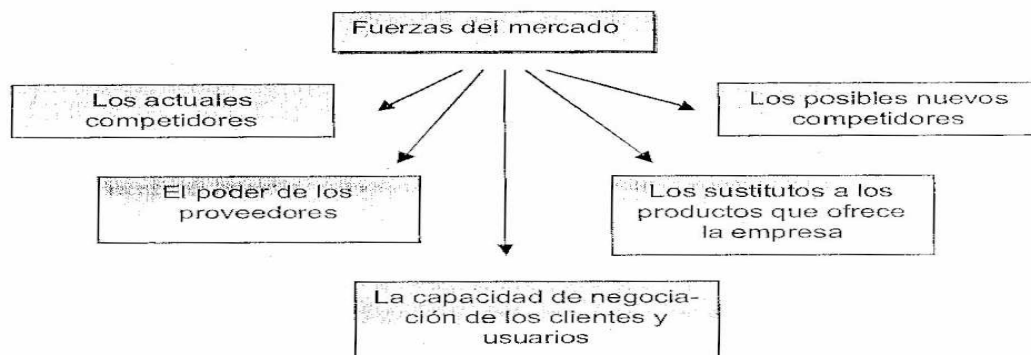 Fuerzas del mercado
Los actuales
competidores
Los posibles nuevos
competidores
El poder de los
proveedores
Los sustitutos a los
productos que ofrece
la empresa
La capacidad de negocia-
ción de los clientes y
usuarios